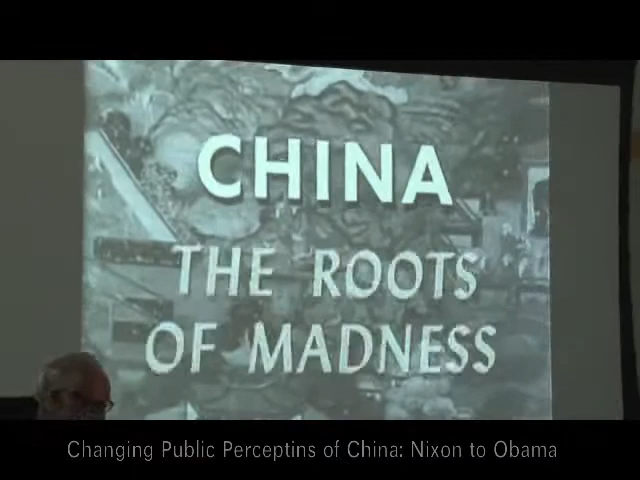 CHINA
THE ROOTS
OF MADNESS
Changing Public Perceptins of China: Nixon to Obama